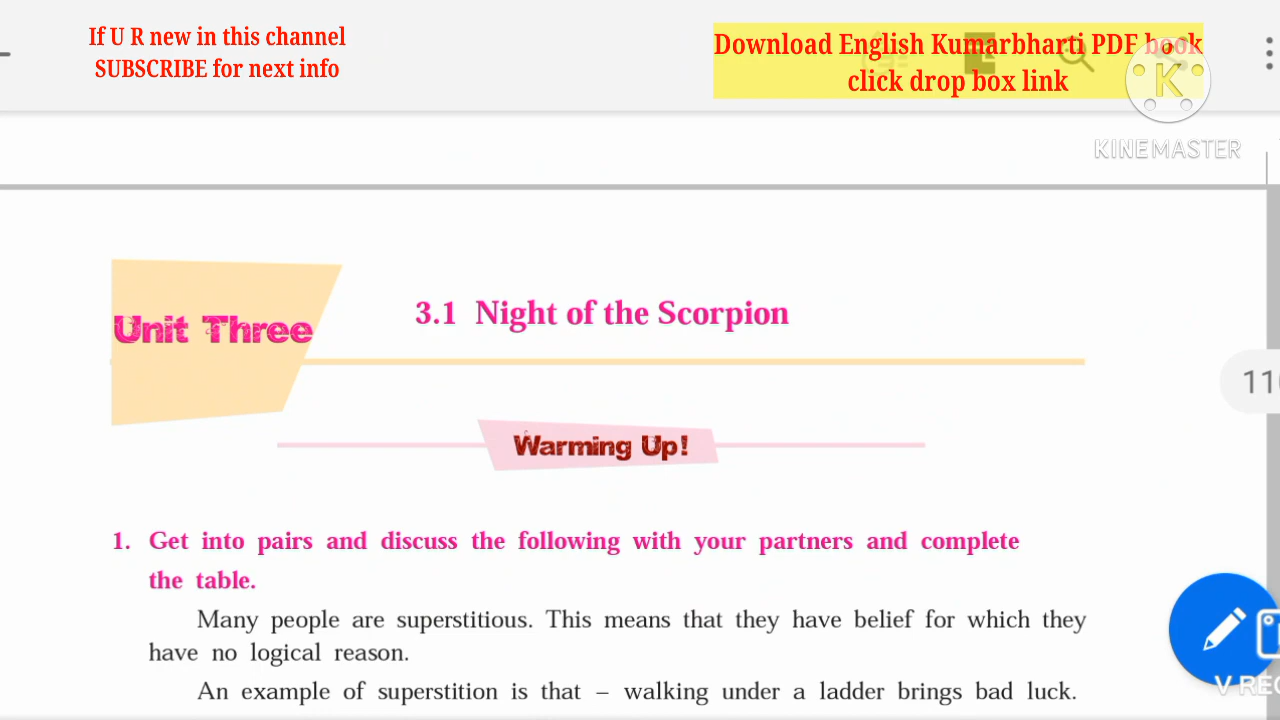 If U R new in this channel
SUBSCRIBE for next info
Download English Kumarbharti PDF book
click drop box link
K
KINEMASTER
Unit Three
3.1 Night of the Scorpion
110
Warming Up!
1. Get into pairs and discuss the following with your partners and complete
the table.
Many people are superstitious. This means that they have belief for which they
have no logical reason.
An example of superstition is that – walking under a ladder brings bad luck.
V REC